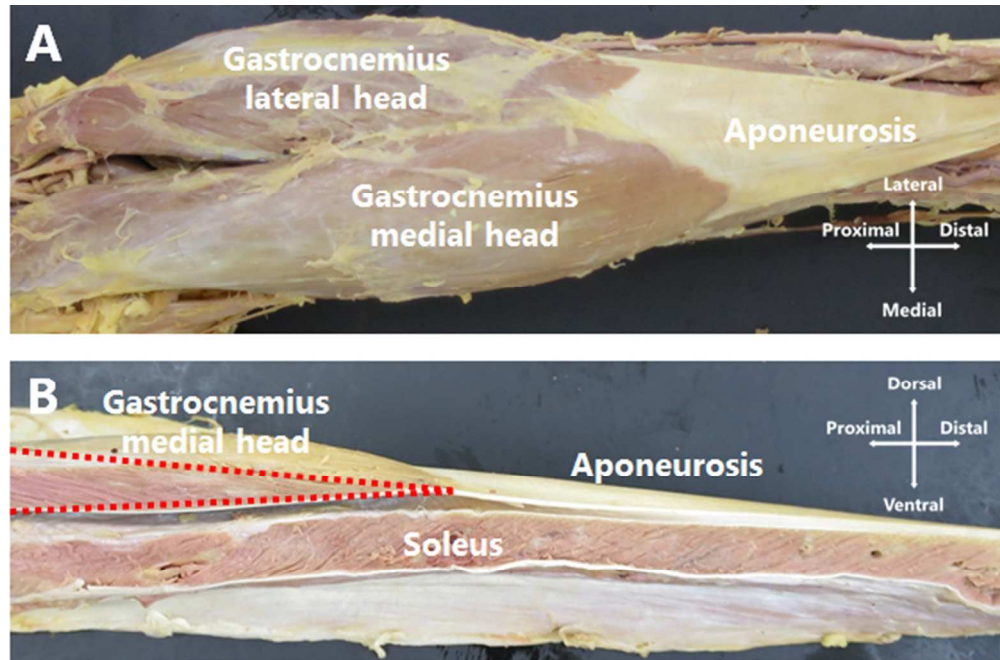 A
Gastrocnemius
lateral head
Aponeurosis
Gastrocnemius
medial head
Lateral
Proximal Distal
Medial
B
Gastrocnemius
medial head
Aponeurosis
Soleus
Dorsal
Proximal Distal
Ventral